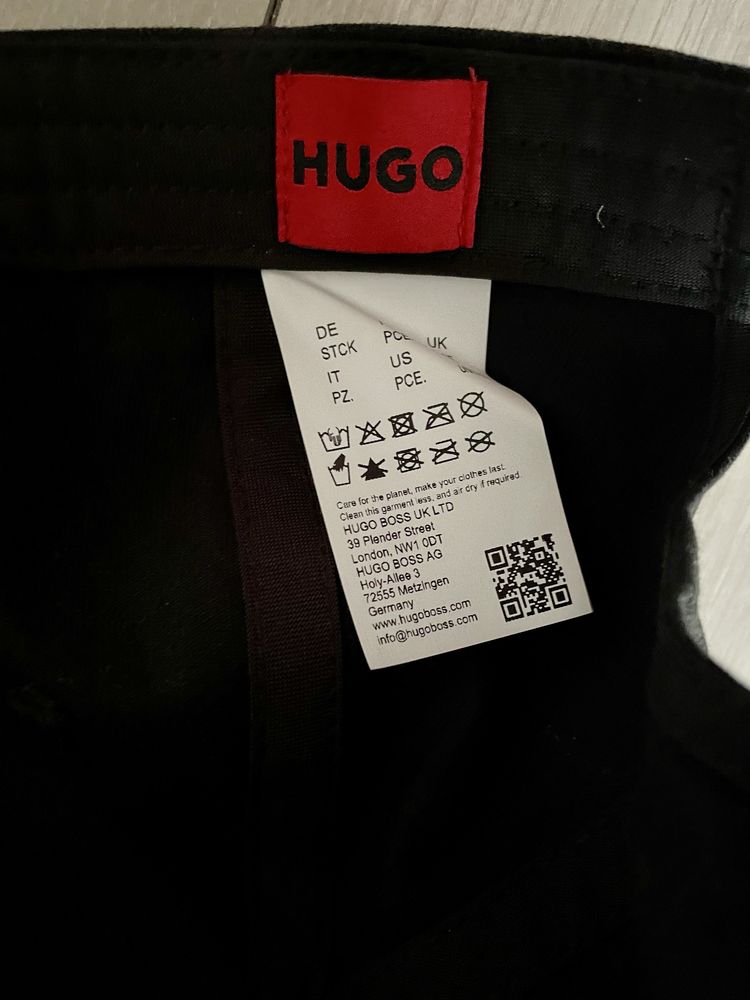 HUGO
DE
STCK
PCE
UK
IT
US
PZ.
PCE.
Care for the planet, make your clothes last.
Clean this garment less, and air dry if required.
HUGO BOSS UK LTD
39 Plender Street
London, NW1 0DT
HUGO BOSS AG
Holy-Allee 3
72555 Metzingen
Germany
www.hugoboss.com
info@hugoboss.com